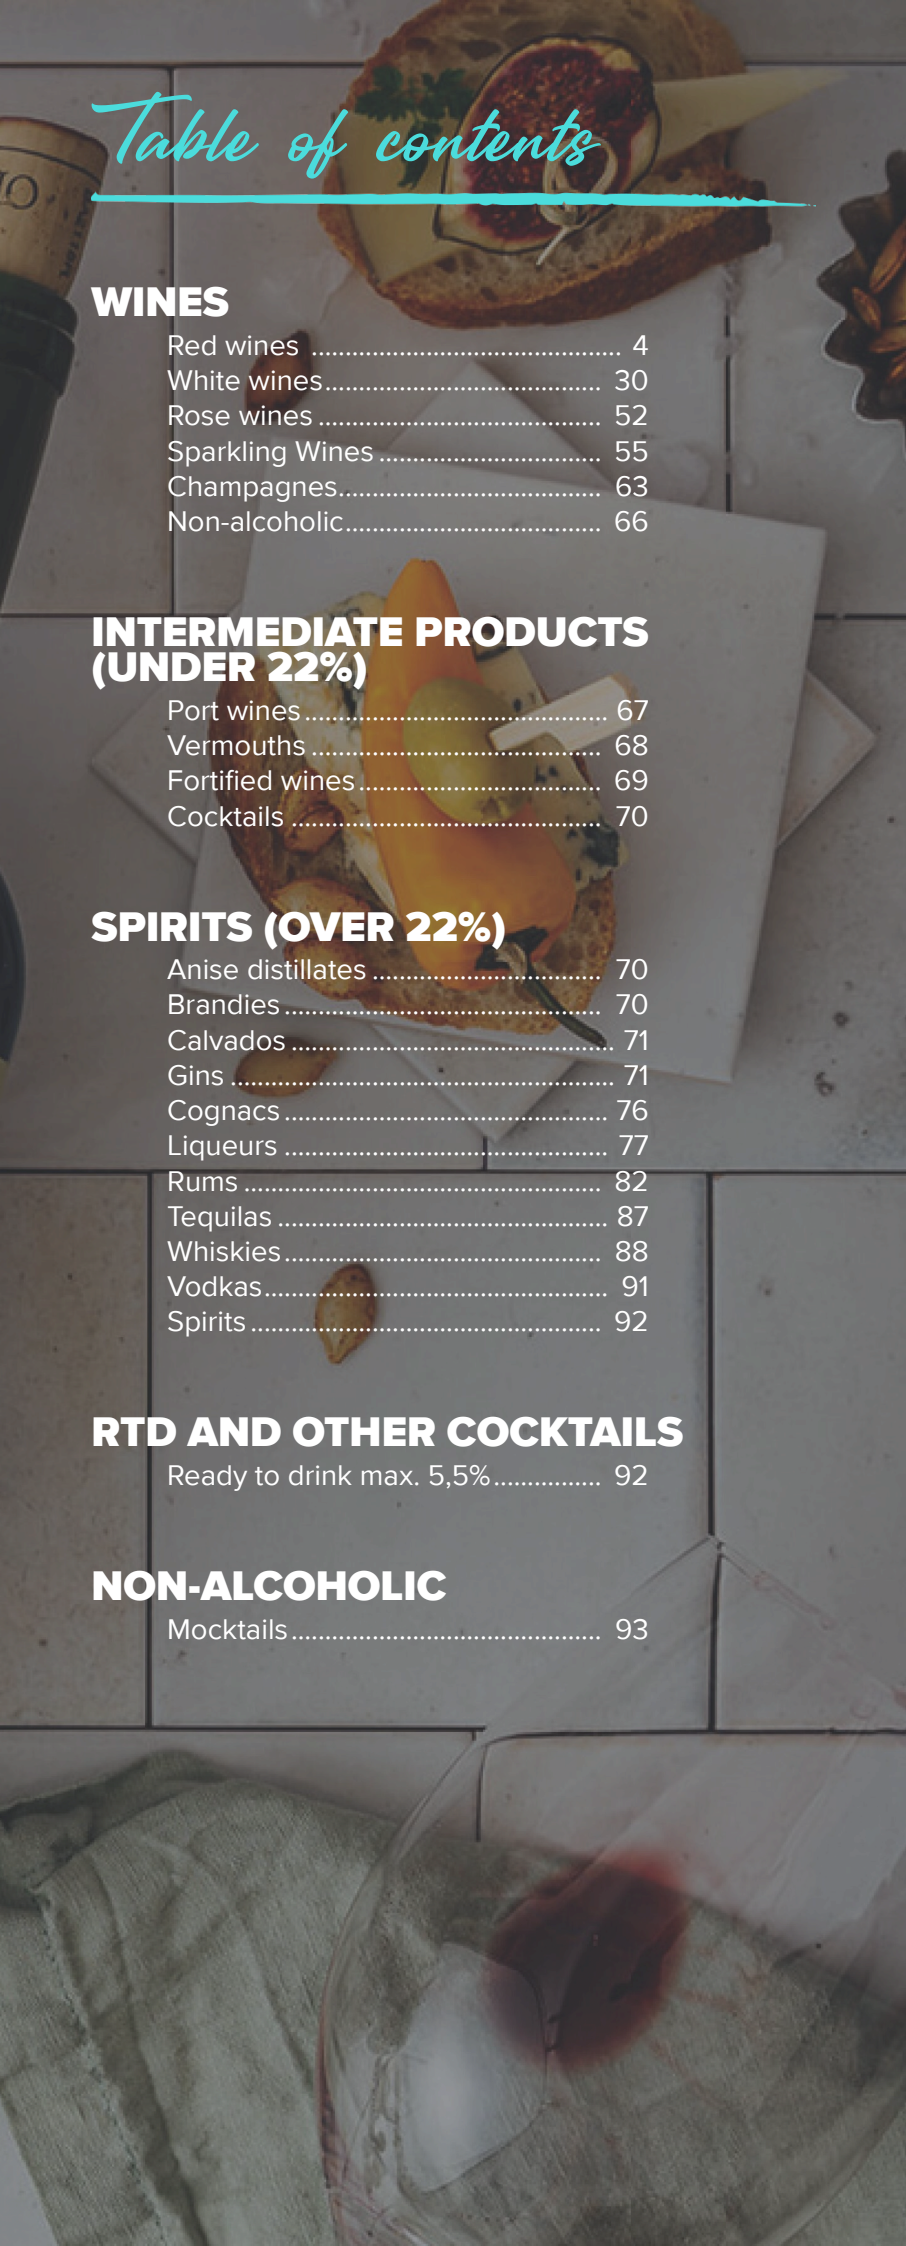 Table of contents
WINES
Red wines .............................................. 4
White wines......................................... 30
Rose wines .......................................... 52
Sparkling Wines ................................. 55
Champagnes....................................... 63
Non-alcoholic...................................... 66
INTERMEDIATE PRODUCTS
(UNDER 22%)
Port wines ............................................. 67
Vermouths ........................................... 68
Fortified wines .................................... 69
Cocktails .............................................. 70
SPIRITS (OVER 22%)
Anise distillates .................................. 70
Brandies ............................................... 70
Calvados ................................................ 71
Gins ......................................................... 71
Cognacs ................................................ 76
Liqueurs ................................................ 77
Rums ..................................................... 82
Tequilas ................................................. 87
Whiskies ............................................... 88
Vodkas ................................................... 91
Spirits .................................................... 92
RTD AND OTHER COCKTAILS
Ready to drink max. 5,5% ................ 92
NON-ALCOHOLIC
Mocktails .............................................. 93